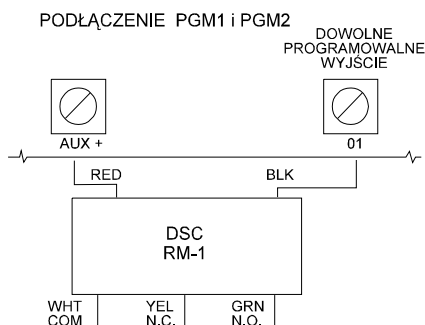 PODŁĄCZENIE PGM1 i PGM2
DOWOLNE
PROGRAMOWALNE
WYJŚCIE
AUX +
01
RED
BLK
DSC
RM-1
WHT YEL GRN
COM N.C. N.O.